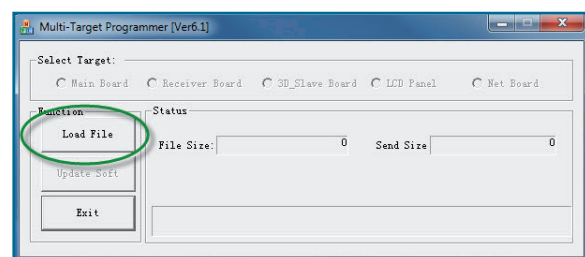 Multi-Target Programmer [Ver6.1]
Select Target:
Main Board Receiver Board 3D_Slave Board LCD Panel Net Board
Function Status
Load File
File Size: 0 Send Size 0
Update Soft
Exit